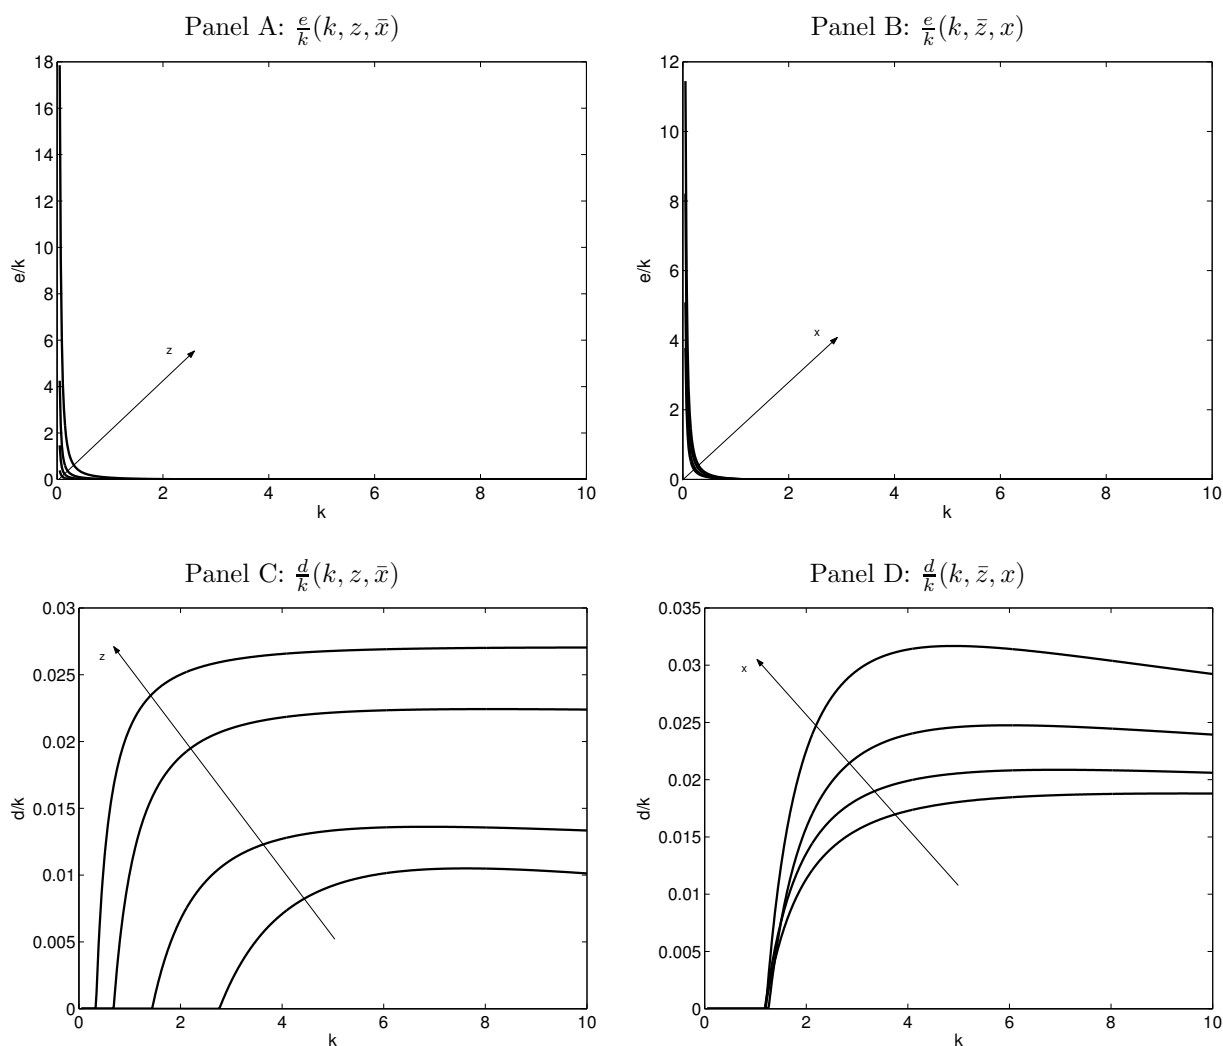 Panel A: e/k(k, z, x̄)
18
16
14
12
10
8
6
4
2
0
e/k
z
0 2 4 6 8 10
k
Panel B: e/k(k, z̄, x)
12
10
8
6
4
2
0
e/k
x
0 2 4 6 8 10
k
Panel C: d/k(k, z, x̄)
0.03
0.025
0.02
0.015
0.01
0.005
0
d/k
z
0 2 4 6 8 10
k
Panel D: d/k(k, z̄, x)
0.035
0.03
0.025
0.02
0.015
0.01
0.005
0
d/k
x
0 2 4 6 8 10
k